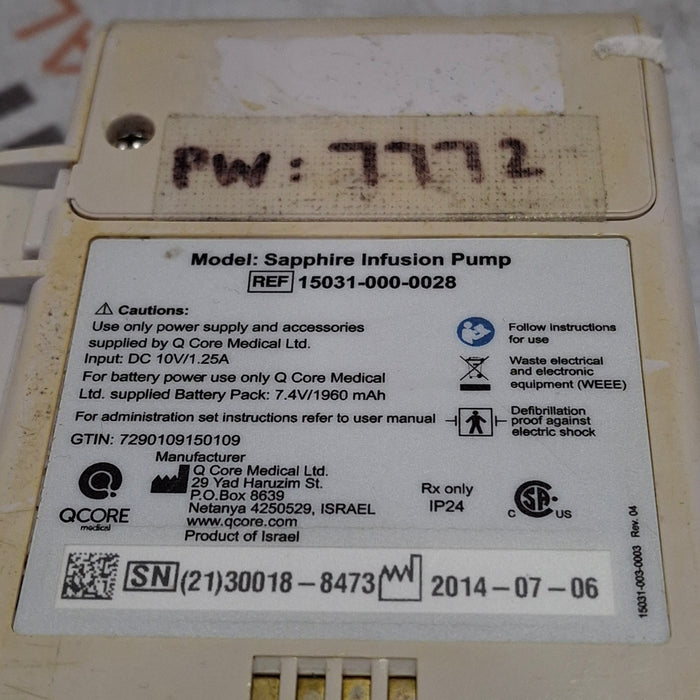 PW: 7772
Model: Sapphire Infusion Pump
REF 15031-000-0028
Cautions:
Use only power supply and accessories
supplied by Q Core Medical Ltd.
Input: DC 10V/1.25A
For battery power use only Q Core Medical
Ltd. supplied Battery Pack: 7.4V/1960 mAh
For administration set instructions refer to user manual
GTIN: 7290109150109
Follow instructions
for use
Waste electrical
and electronic
equipment (WEEE)
Defibrillation
proof against
electric shock
Manufacturer
Q Core Medical Ltd.
29 Yad Haruzim St.
P.O.Box 8639
Netanya 4250529, ISRAEL
www.qcore.com
Product of Israel
QCORE
medical
Rx only
IP24
C SA US
SN (21)30018-8473 2014-07-06
15031-003-0003 Rev. 04